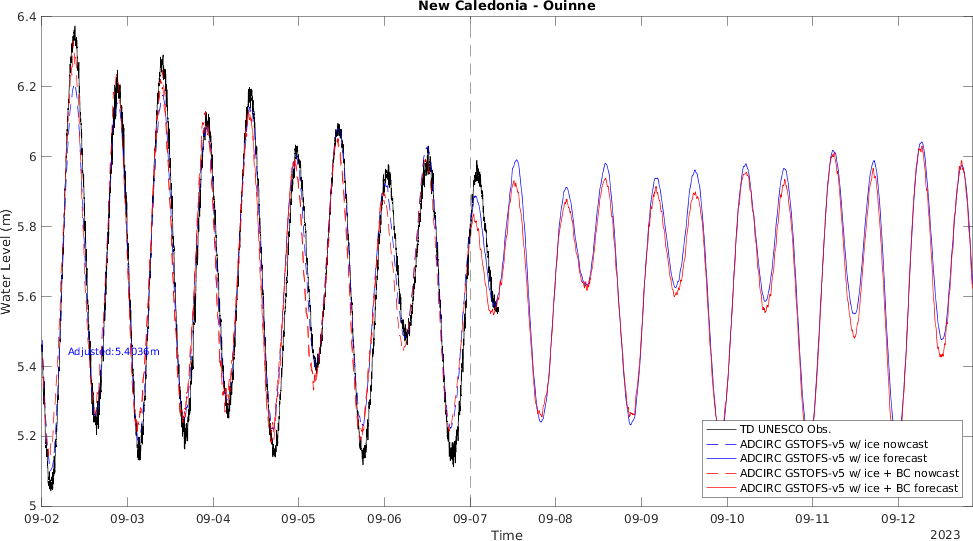 New Caledonia - Ouinne
6.4
6.2
6
5.8
5.6
5.4
5.2
5
Water Level (m)
Adjusted:5.4036m
TD UNESCO Obs.
ADCIRC GSTOFS-v5 w/ ice nowcast
ADCIRC GSTOFS-v5 w/ ice forecast
ADCIRC GSTOFS-v5 w/ ice + BC nowcast
ADCIRC GSTOFS-v5 w/ ice + BC forecast
09-02 09-03 09-04 09-05 09-06 09-07 09-08 09-09 09-10 09-11 09-12
Time
2023